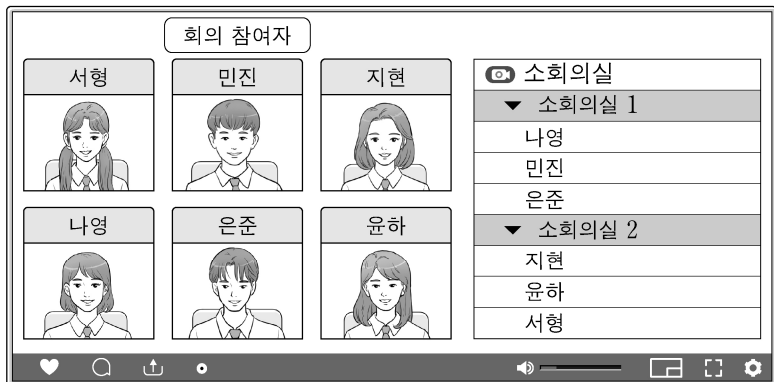 회의 참여자
서형 민진 지현
나영 은준 윤하
소회의실
▼ 소회의실 1
나영
민진
은준
▼ 소회의실 2
지현
윤하
서형